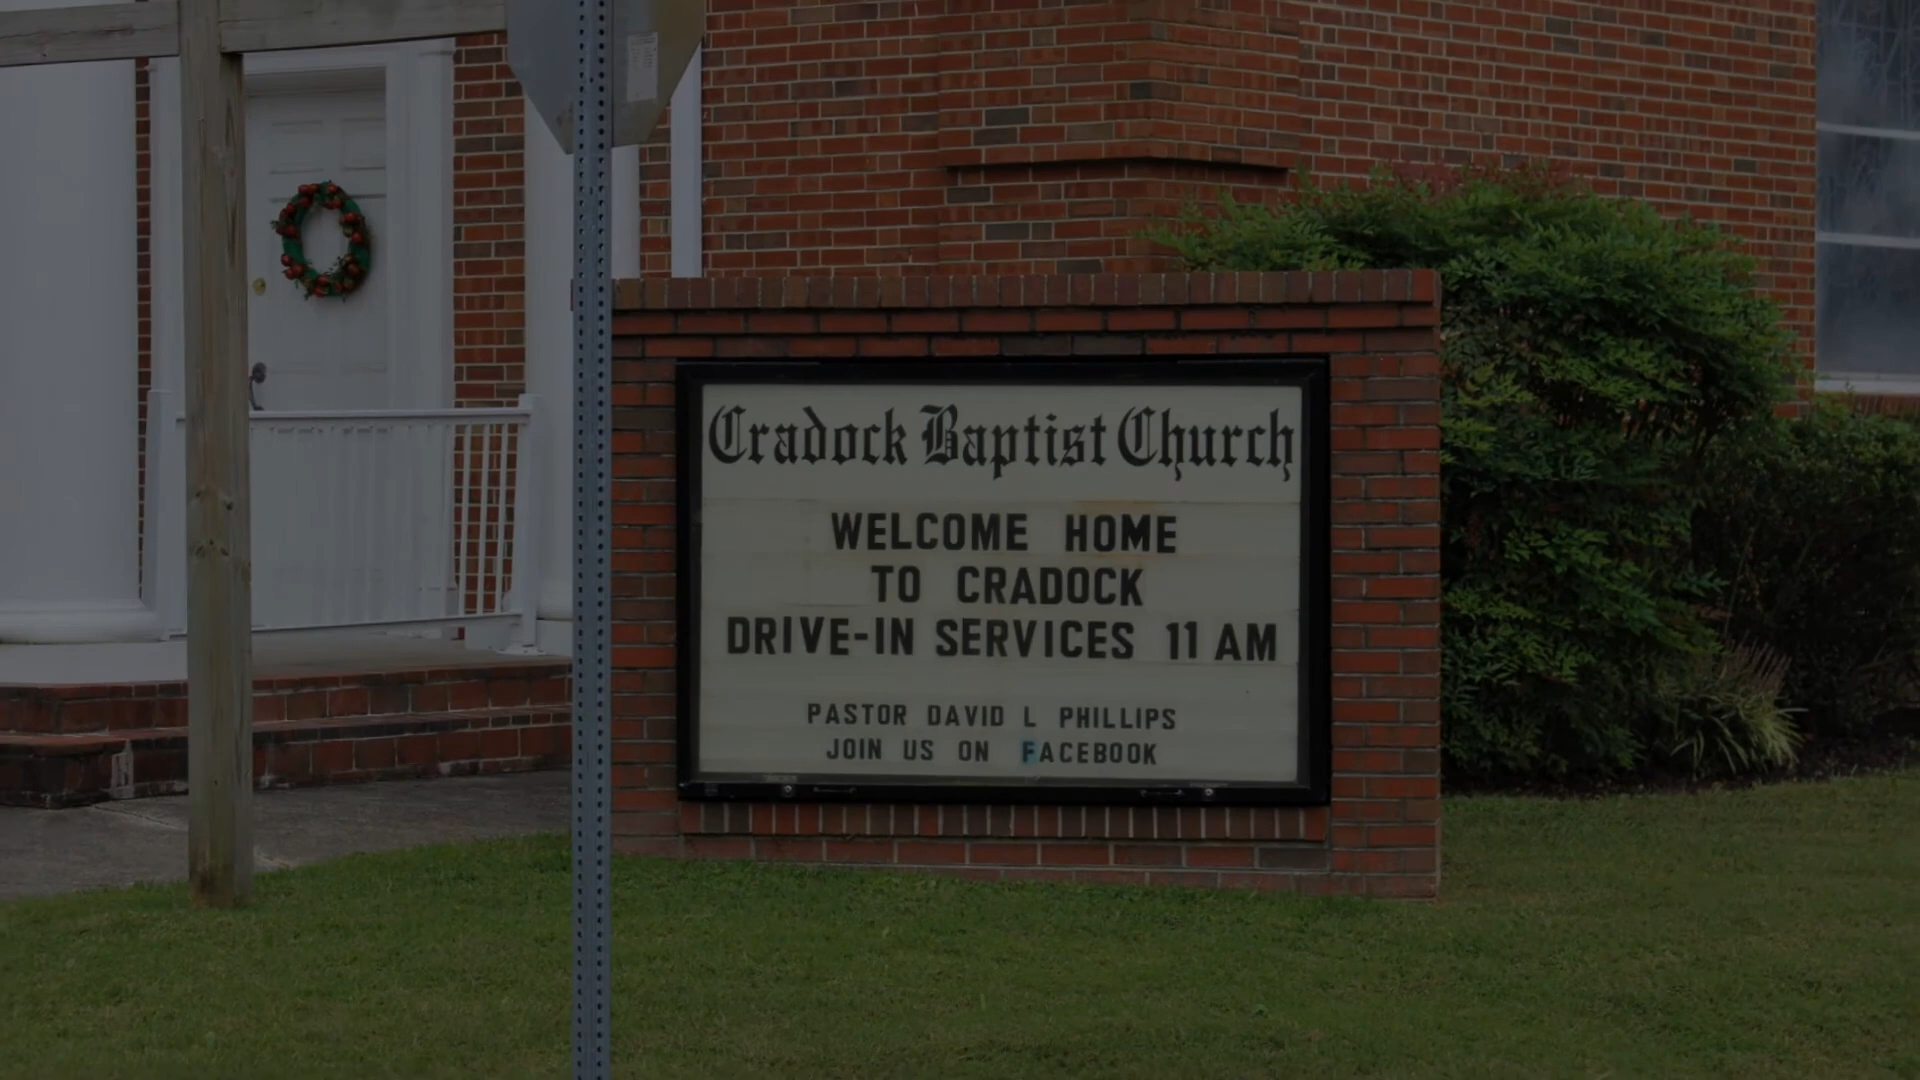 Cradock Baptist Church
WELCOME HOME
TO CRADOCK
DRIVE-IN SERVICES 11 AM
PASTOR DAVID L PHILLIPS
JOIN US ON FACEBOOK